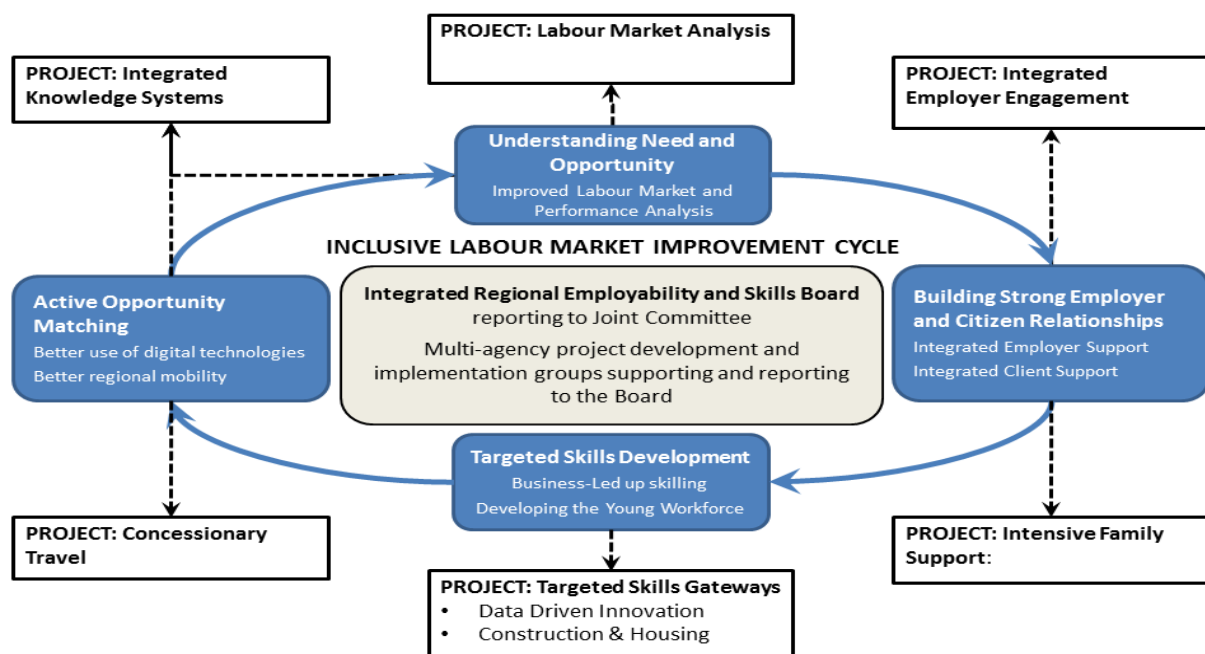 PROJECT: Labour Market Analysis
PROJECT: Integrated
Knowledge Systems
PROJECT: Integrated
Employer Engagement
Understanding Need and
Opportunity
Improved Labour Market and
Performance Analysis
INCLUSIVE LABOUR MARKET IMPROVEMENT CYCLE
Active Opportunity
Matching
Better use of digital technologies
Better regional mobility
Integrated Regional Employability and Skills Board
reporting to Joint Committee
Multi-agency project development and
implementation groups supporting and reporting
to the Board
Building Strong Employer
and Citizen Relationships
Integrated Employer Support
Integrated Client Support
Targeted Skills Development
Business-Led up skilling
Developing the Young Workforce
PROJECT: Concessionary
Travel
PROJECT: Intensive Family
Support:
PROJECT: Targeted Skills Gateways
• Data Driven Innovation
• Construction & Housing